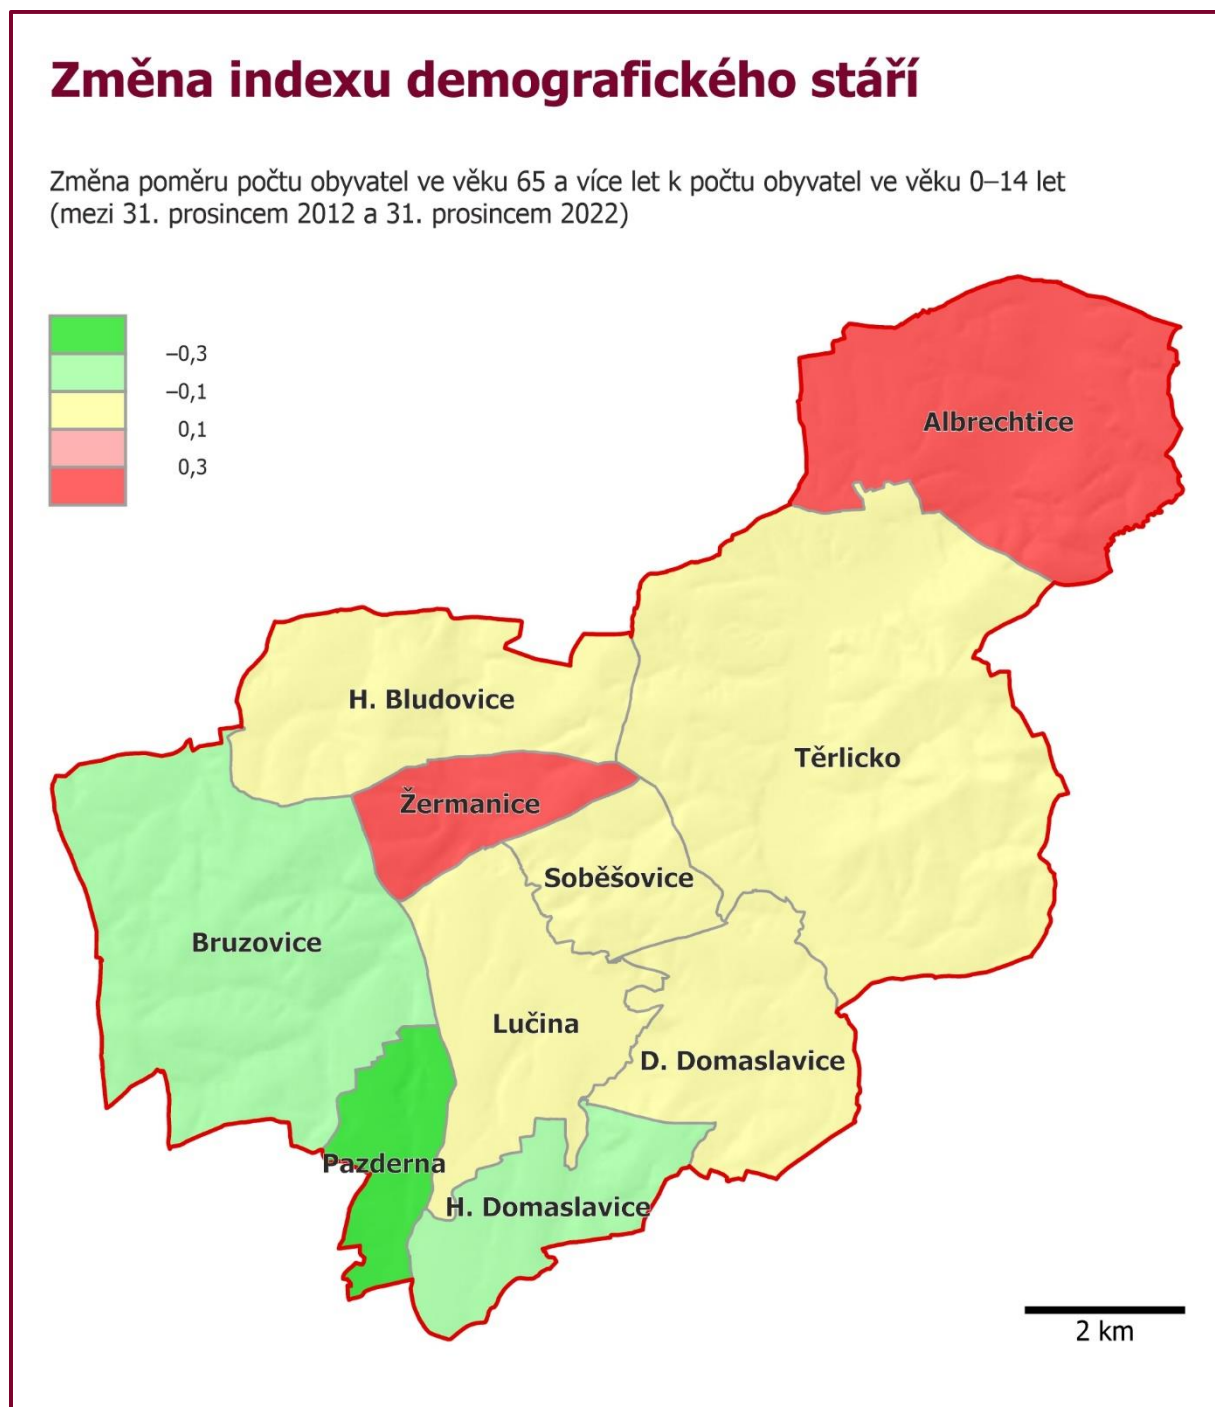 Změna indexu demografického stáří
Změna poměru počtu obyvatel ve věku 65 a více let k počtu obyvatel ve věku 0–14 let
(mezi 31. prosincem 2012 a 31. prosincem 2022)
–0,3
–0,1
0,1
0,3
Albrechtice
H. Bludovice
Těrlicko
Žermanice
Soběšovice
Bruzovice
Lučina
D. Domaslavice
Pazderna
H. Domaslavice
2 km